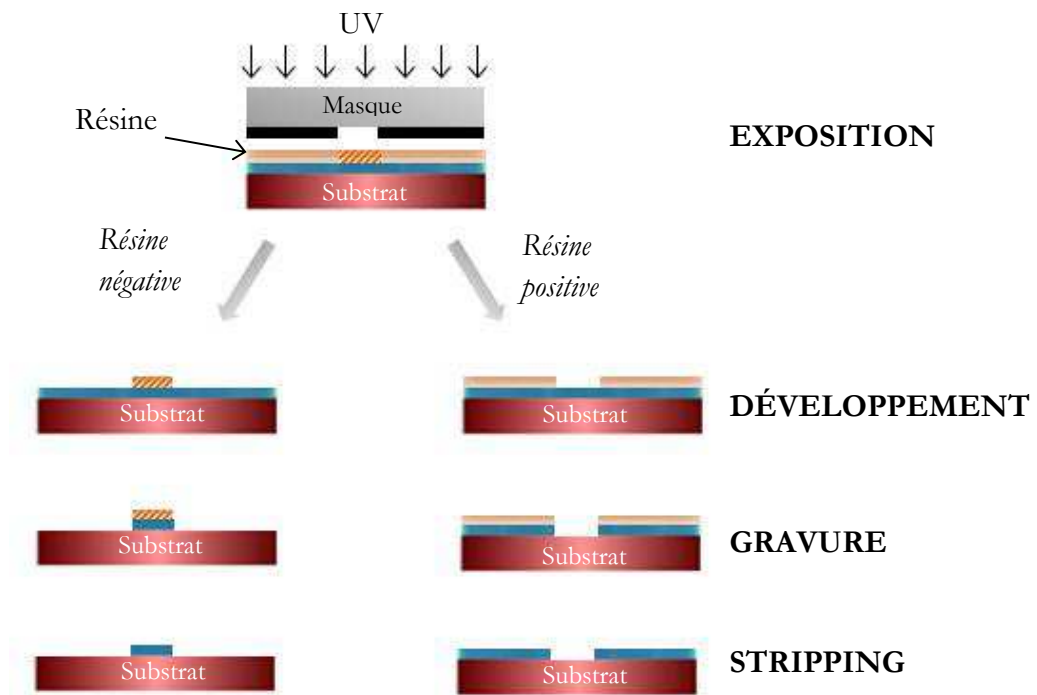 UV
Masque
Résine
EXPOSITION
Substrat
Résine
négative
Résine
positive
Substrat
Substrat
DÉVELOPPEMENT
Substrat
Substrat
GRAVURE
Substrat
Substrat
STRIPPING